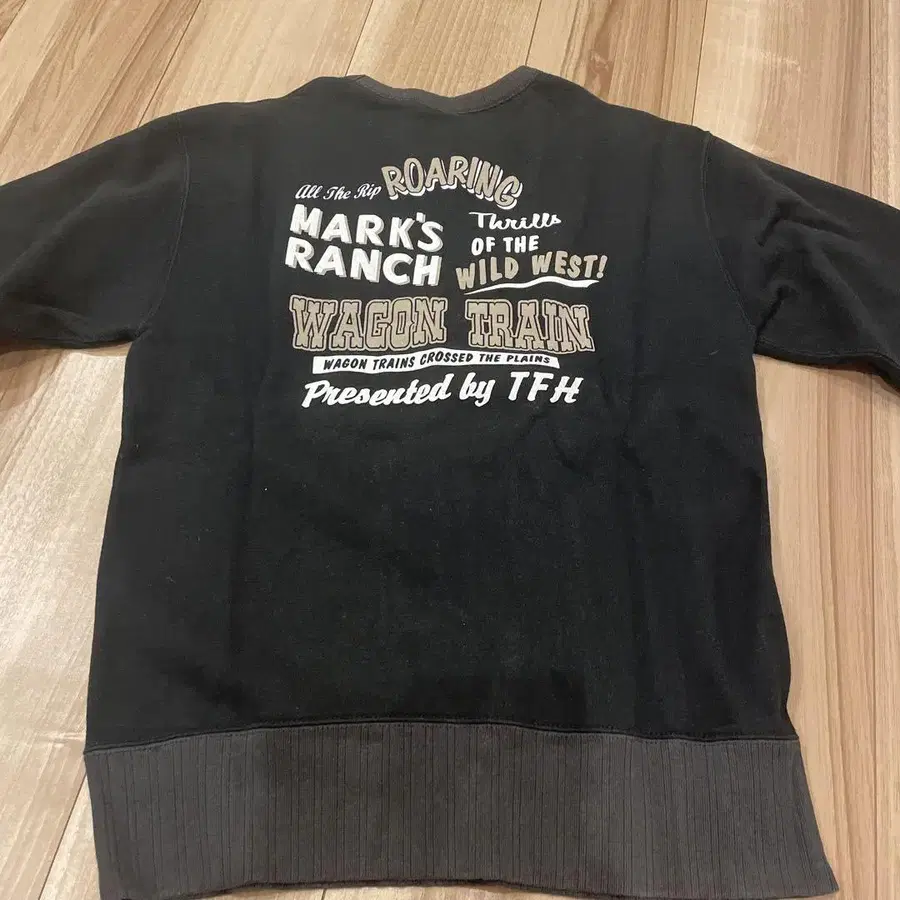 All The Rip ROARING
MARK'S RANCH
Thrills
OF THE
WILD WEST!
WAGON TRAIN
WAGON TRAINS CROSSED THE PLAINS
Presented by TFH